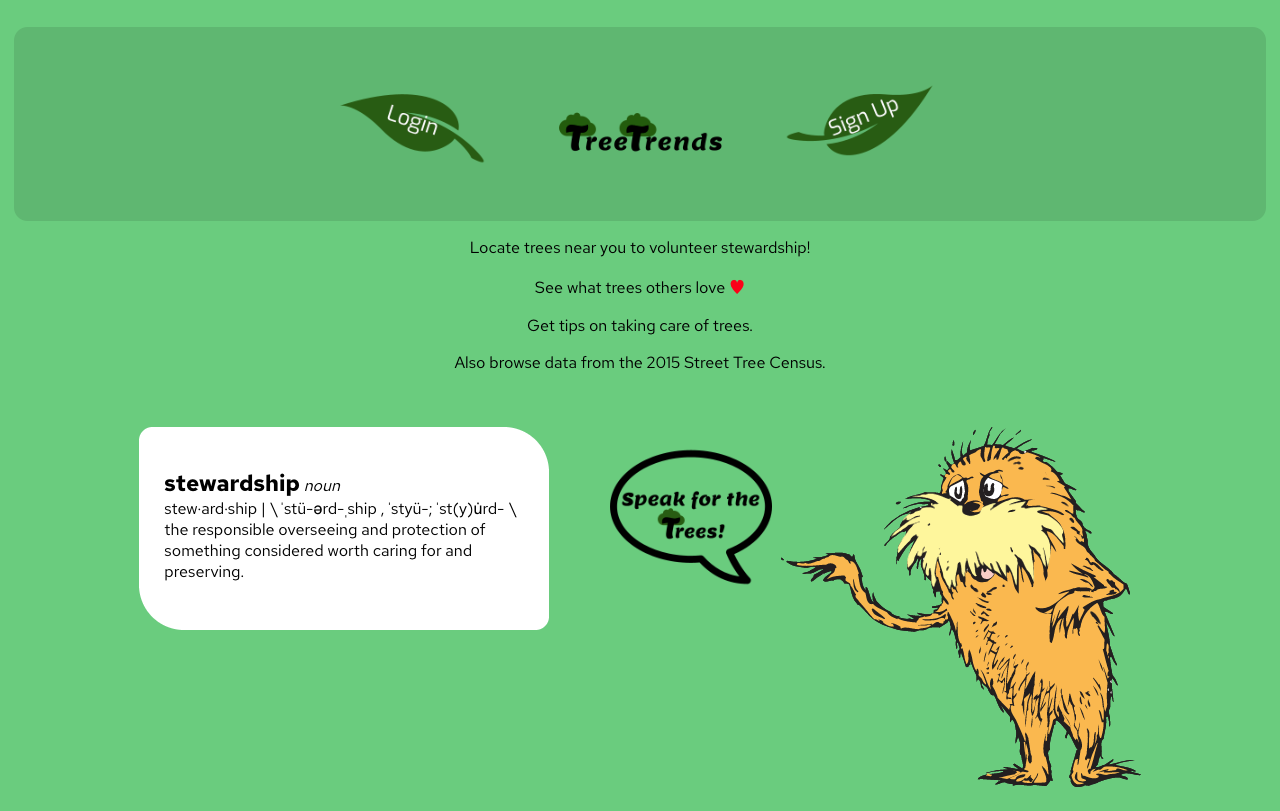 Login
TreeTrends
Sign Up
Locate trees near you to volunteer stewardship!
See what trees others love ♥
Get tips on taking care of trees.
Also browse data from the 2015 Street Tree Census.
stewardship noun
stew·​ard·​ship | \ ˈstü-ərd-ˌship , ˈstyü-; ˈst(y)u̇rd- \
the responsible overseeing and protection of
something considered worth caring for and
preserving.
Speak for the
Trees!